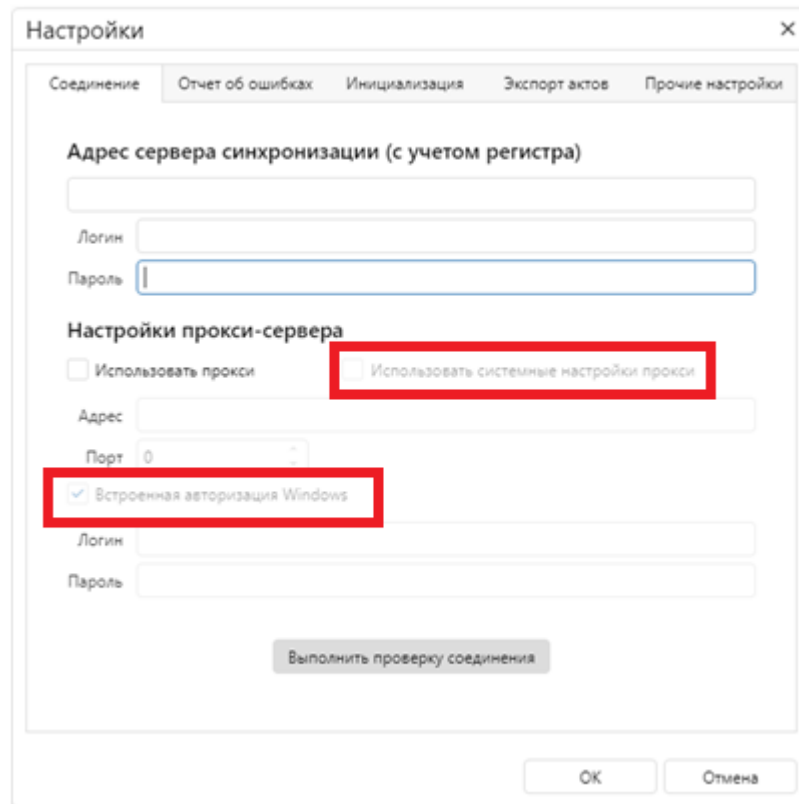 Настройки
Соединение Отчет об ошибках Инициализация Экспорт актов Прочие настройки
Адрес сервера синхронизации (с учетом регистра)
Логин
Пароль
Настройки прокси-сервера
Использовать прокси Использовать системные настройки прокси
Адрес
Порт 0
Встроенная авторизация Windows
Логин
Пароль
Выполнить проверку соединения
ОК Отмена